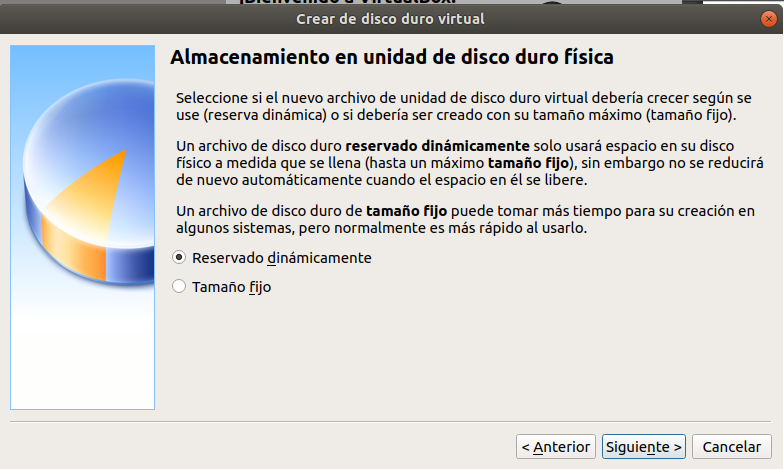 ¡Bienvenido a VirtualBox!
Crear de disco duro virtual
Almacenamiento en unidad de disco duro física
Seleccione si el nuevo archivo de unidad de disco duro virtual debería crecer según se
use (reserva dinámica) o si debería ser creado con su tamaño máximo (tamaño fijo).
Un archivo de disco duro reservado dinámicamente solo usará espacio en su disco
físico a medida que se llena (hasta un máximo tamaño fijo), sin embargo no se reducirá
de nuevo automáticamente cuando el espacio en él se libere.
Un archivo de disco duro de tamaño fijo puede tomar más tiempo para su creación en
algunos sistemas, pero normalmente es más rápido al usarlo.
Reservado dinámicamente
Tamaño fijo
< Anterior
Siguiente >
Cancelar